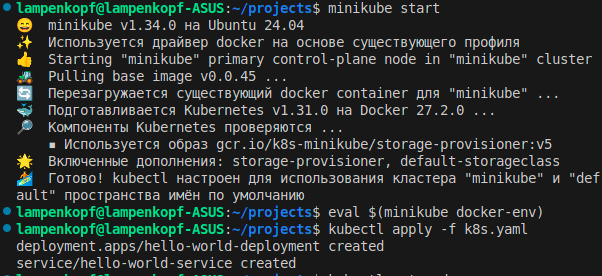 lampenkopf@lampenkopf-ASUS:~/projects$ minikube start
😄  minikube v1.34.0 на Ubuntu 24.04
✨  Используется драйвер docker на основе существующего профиля
👍  Starting "minikube" primary control-plane node in "minikube" cluster
🚜  Pulling base image v0.0.45 ...
🔄  Перезагружается существующий docker container для "minikube" ...
🐳  Подготавливается Kubernetes v1.31.0 на Docker 27.2.0 ...
🔎  Компоненты Kubernetes проверяются ...
    ▪ Используется образ gcr.io/k8s-minikube/storage-provisioner:v5
🌟  Включенные дополнения: storage-provisioner, default-storageclass
🏄  Готово! kubectl настроен для использования кластера "minikube" и "def
ault" пространства имён по умолчанию
lampenkopf@lampenkopf-ASUS:~/projects$ eval $(minikube docker-env)
lampenkopf@lampenkopf-ASUS:~/projects$ kubectl apply -f k8s.yaml
deployment.apps/hello-world-deployment created
service/hello-world-service created